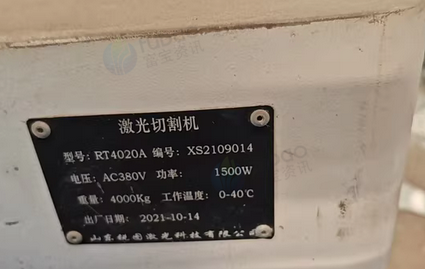 激光切割机
型号: RT4020A 编号: XS2109014
电压: AC380V 功率: 1500W
重量: 4000Kg 工作温度: 0-40℃
出厂日期: 2021-10-14
山东锐图激光科技有限公司